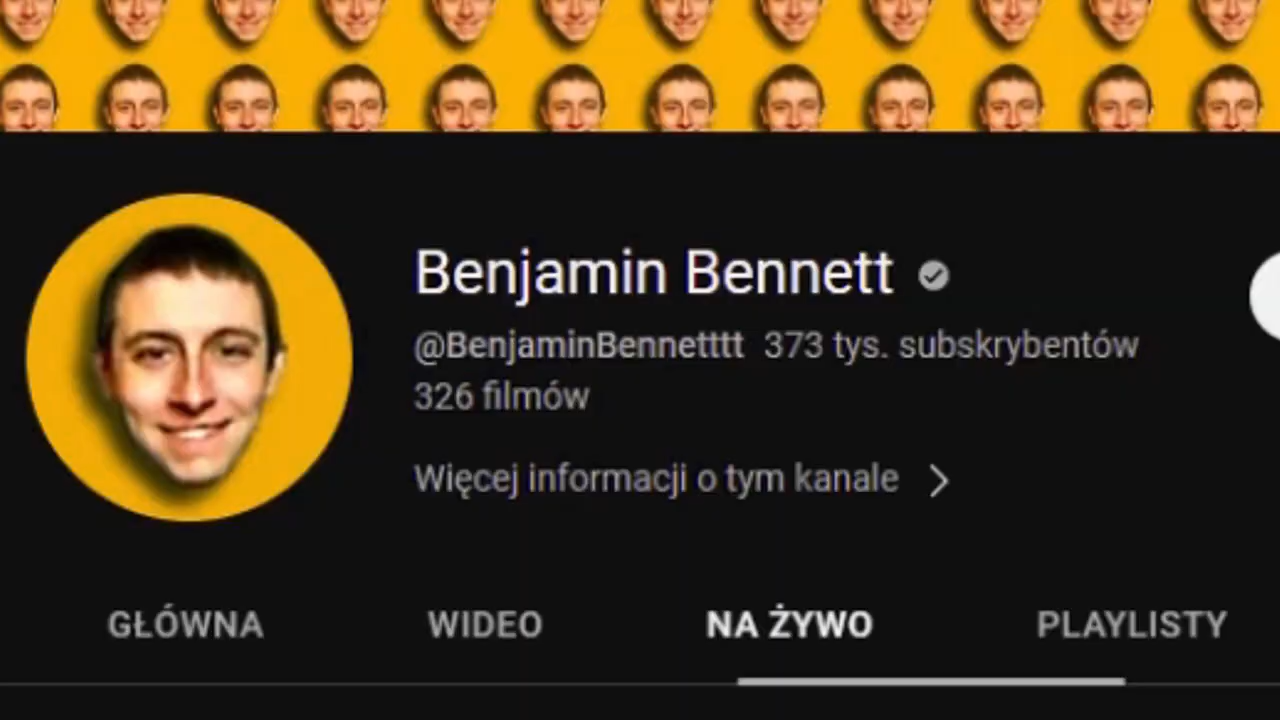 Benjamin Bennett
@BenjaminBennetttt 373 tys. subskrybentów
326 filmów
Więcej informacji o tym kanale
GŁÓWNA WIDEO NA ŻYWO PLAYLISTY